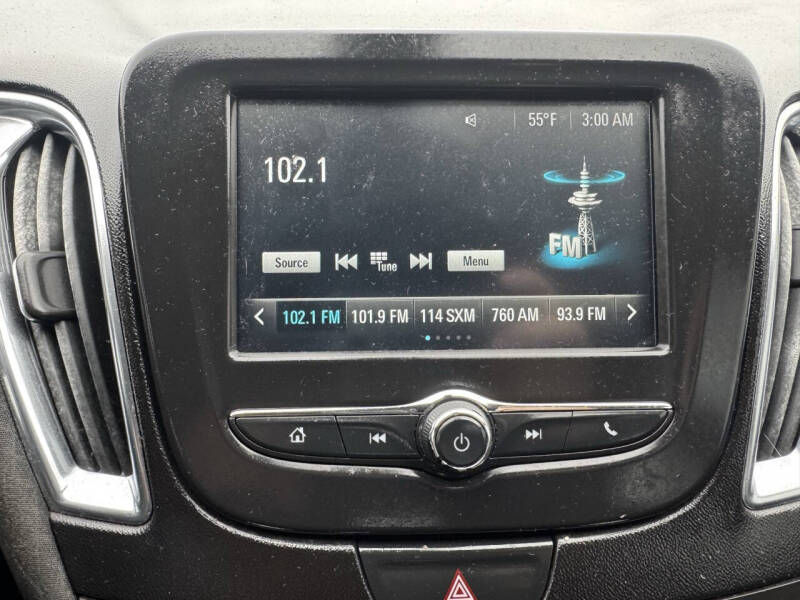 55°F 3:00 AM
102.1
FM
Source Tune Menu
102.1 FM 101.9 FM 114 SXM 760 AM 93.9 FM